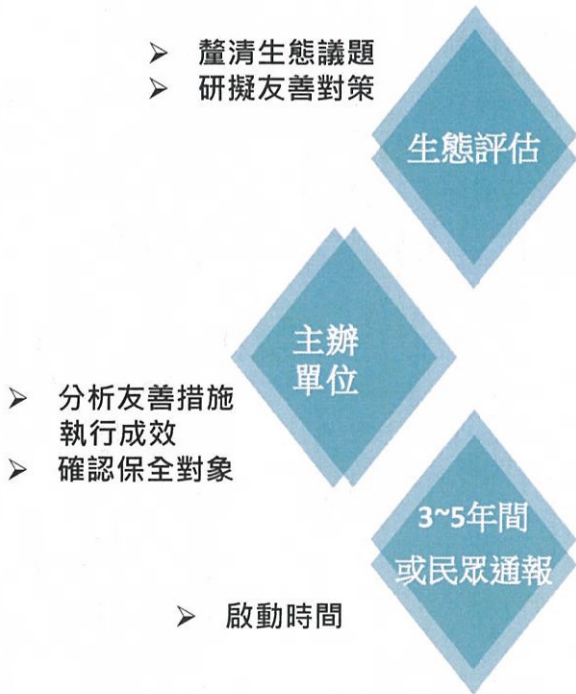 ➢ 釐清生態議題
➢ 研擬友善對策
生態評估
主辦
單位
➢ 分析友善措施
執行成效
➢ 確認保全對象
3~5年間
或民眾通報
➢ 啟動時間